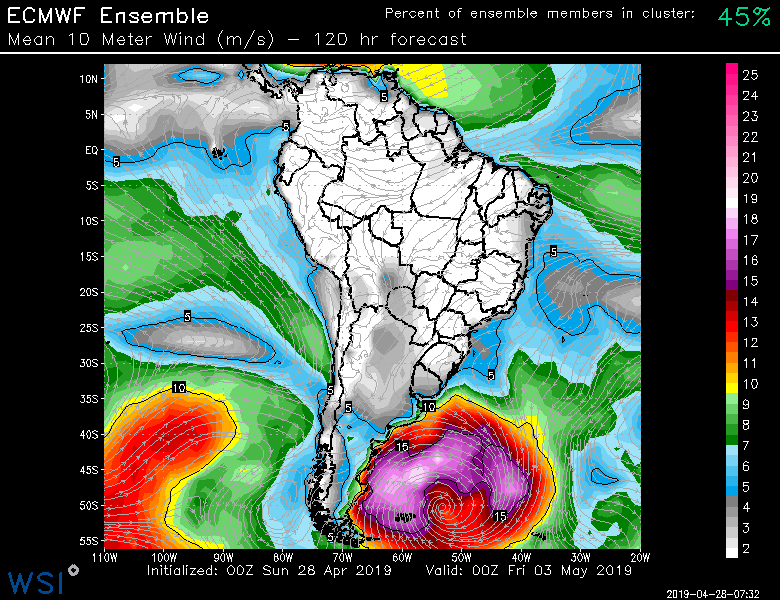 ECMWF Ensemble
Percent of ensemble members in cluster: 45%
Mean 10 Meter Wind (m/s) – 120 hr forecast
10N
5N
EQ
5S
10S
15S
20S
25S
30S
35S
40S
45S
50S
55S
110W 100W 90W 80W 70W 60W 50W 40W 30W 20W
5
5
5
5
5
5
5
5
5
10
10
15
15
25
24
23
22
21
20
19
18
17
16
15
14
13
12
11
10
9
8
7
6
5
4
3
2
Initialized: 00Z Sun 28 Apr 2019 Valid: 00Z Fri 03 May 2019
WSI
2019-04-28-07:32